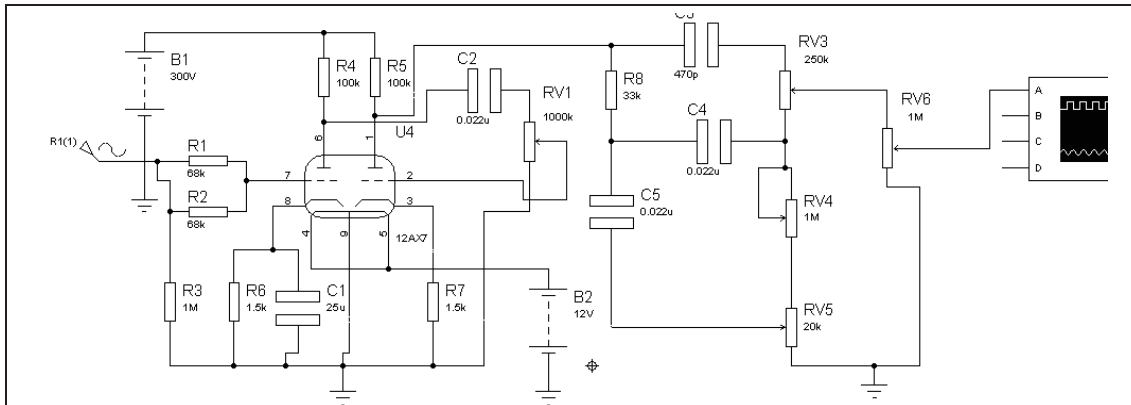 B1
300V
R1(1)
R1
68k
R2
68k
R3
1M
R4
100k
R5
100k
C2
0.022u
RV1
1000k
U4
6
1
7
2
8
3
4
9
5
12AX7
R6
1.5k
C1
25u
R7
1.5k
B2
12V
C3
470p
R8
33k
C4
0.022u
C5
0.022u
RV3
250k
RV4
1M
RV5
20k
RV6
1M
A
B
C
D